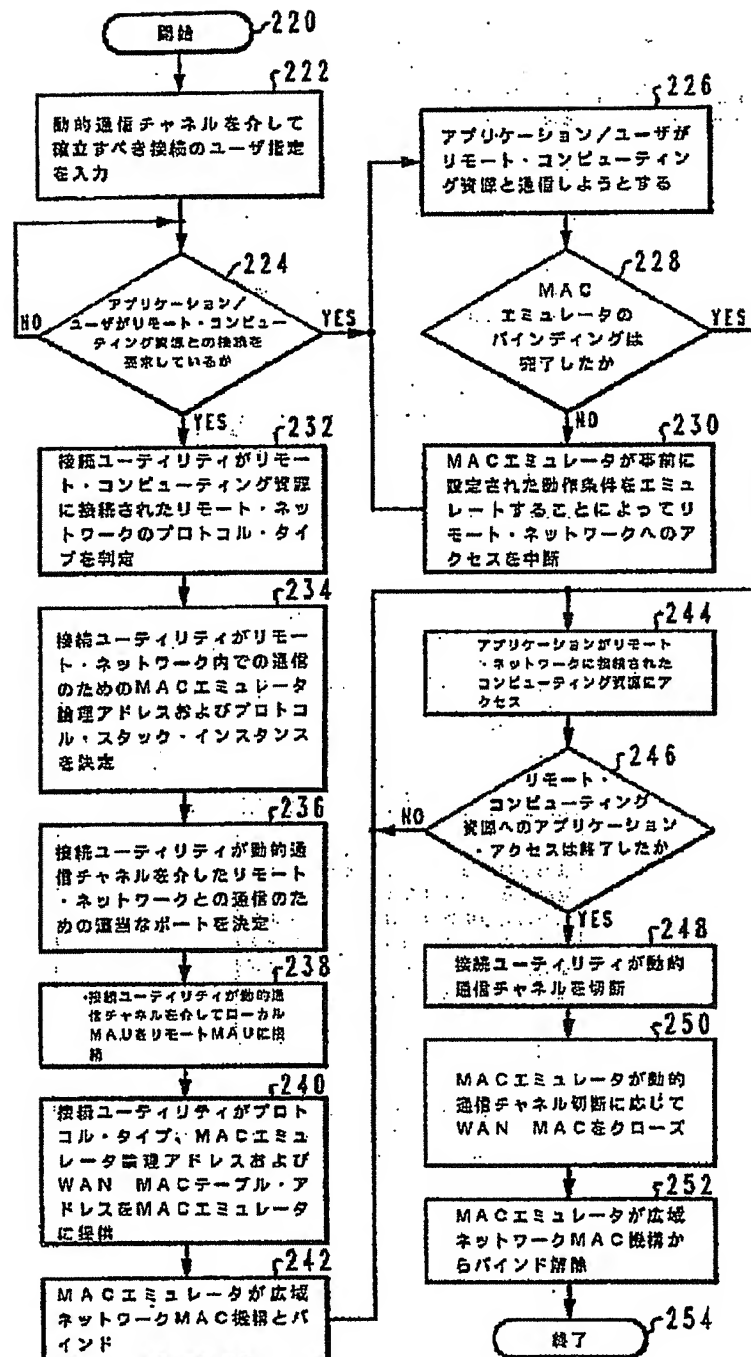 開始
220
222
動的通信チャネルを介して
確立すべき接続のユーザ指定
を入力
224
アプリケーション/
ユーザがリモート・コンピュー
ティング資源との接続を
要求しているか
NO
YES
YES
232
接続ユーティリティがリモー
ト・コンピューティング資源
に接続されたリモート・ネッ
トワークのプロトコル・タイ
プを判定
234
接続ユーティリティがリモー
ト・ネットワーク内での通信
のためのMACエミュレータ
論理アドレスおよびプロトコ
ル・スタック・インスタンス
を決定
236
接続ユーティリティが動的通
信チャネルを介したリモート
・ネットワークとの通信のた
めの適当なポートを決定
238
接続ユーティリティが動的通
信チャネルを介してローカル
MAUをリモートMAUに接
続
240
接続ユーティリティがプロト
コル・タイプ、MACエミュ
レータ論理アドレスおよび
WAN MACテーブル・ア
ドレスをMACエミュレータ
に提供
242
MACエミュレータが広域
ネットワークMAC機構とバ
インド
226
アプリケーション/ユーザが
リモート・コンピューティン
グ資源と通信しようとする
228
MAC
エミュレータの
バインディングは
完了したか
YES
NO
230
MACエミュレータが事前に
設定された動作条件をエミュ
レートすることによってリ
モート・ネットワークへのア
クセスを中断
244
アプリケーションがリモート
・ネットワークに接続された
コンピューティング資源にア
クセス
246
リモート・
コンピューティング
資源へのアプリケーション
・アクセスは終了したか
NO
YES
248
接続ユーティリティが動的
通信チャネルを切断
250
MACエミュレータが動的
通信チャネル切断に応じて
WAN MACをクローズ
252
MACエミュレータが広域
ネットワークMAC機構か
らバインド解除
254
終了